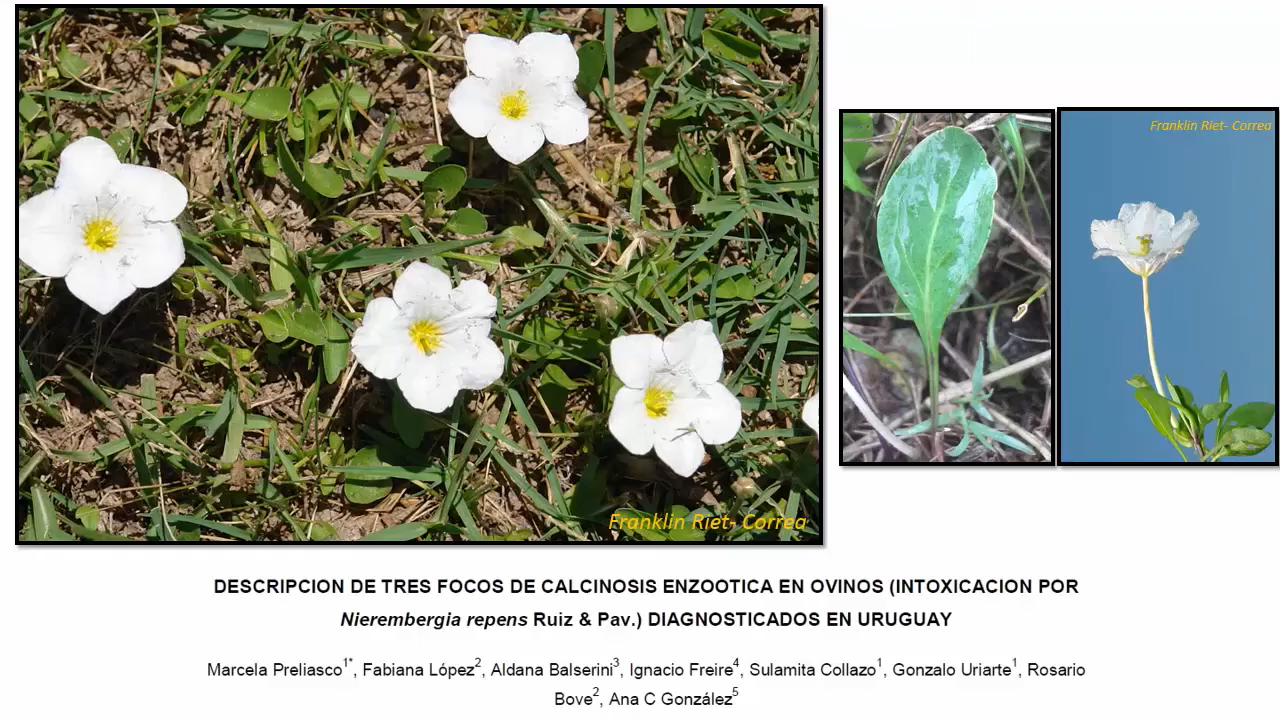 Franklin Riet- Correa
Franklin Riet- Correa
DESCRIPCION DE TRES FOCOS DE CALCINOSIS ENZOOTICA EN OVINOS (INTOXICACION POR
Nierembergia repens Ruiz & Pav.) DIAGNOSTICADOS EN URUGUAY
Marcela Preliasco1*, Fabiana López2, Aldana Balserini3, Ignacio Freire4, Sulamita Collazo1, Gonzalo Uriarte1, Rosario
Bove2, Ana C González5